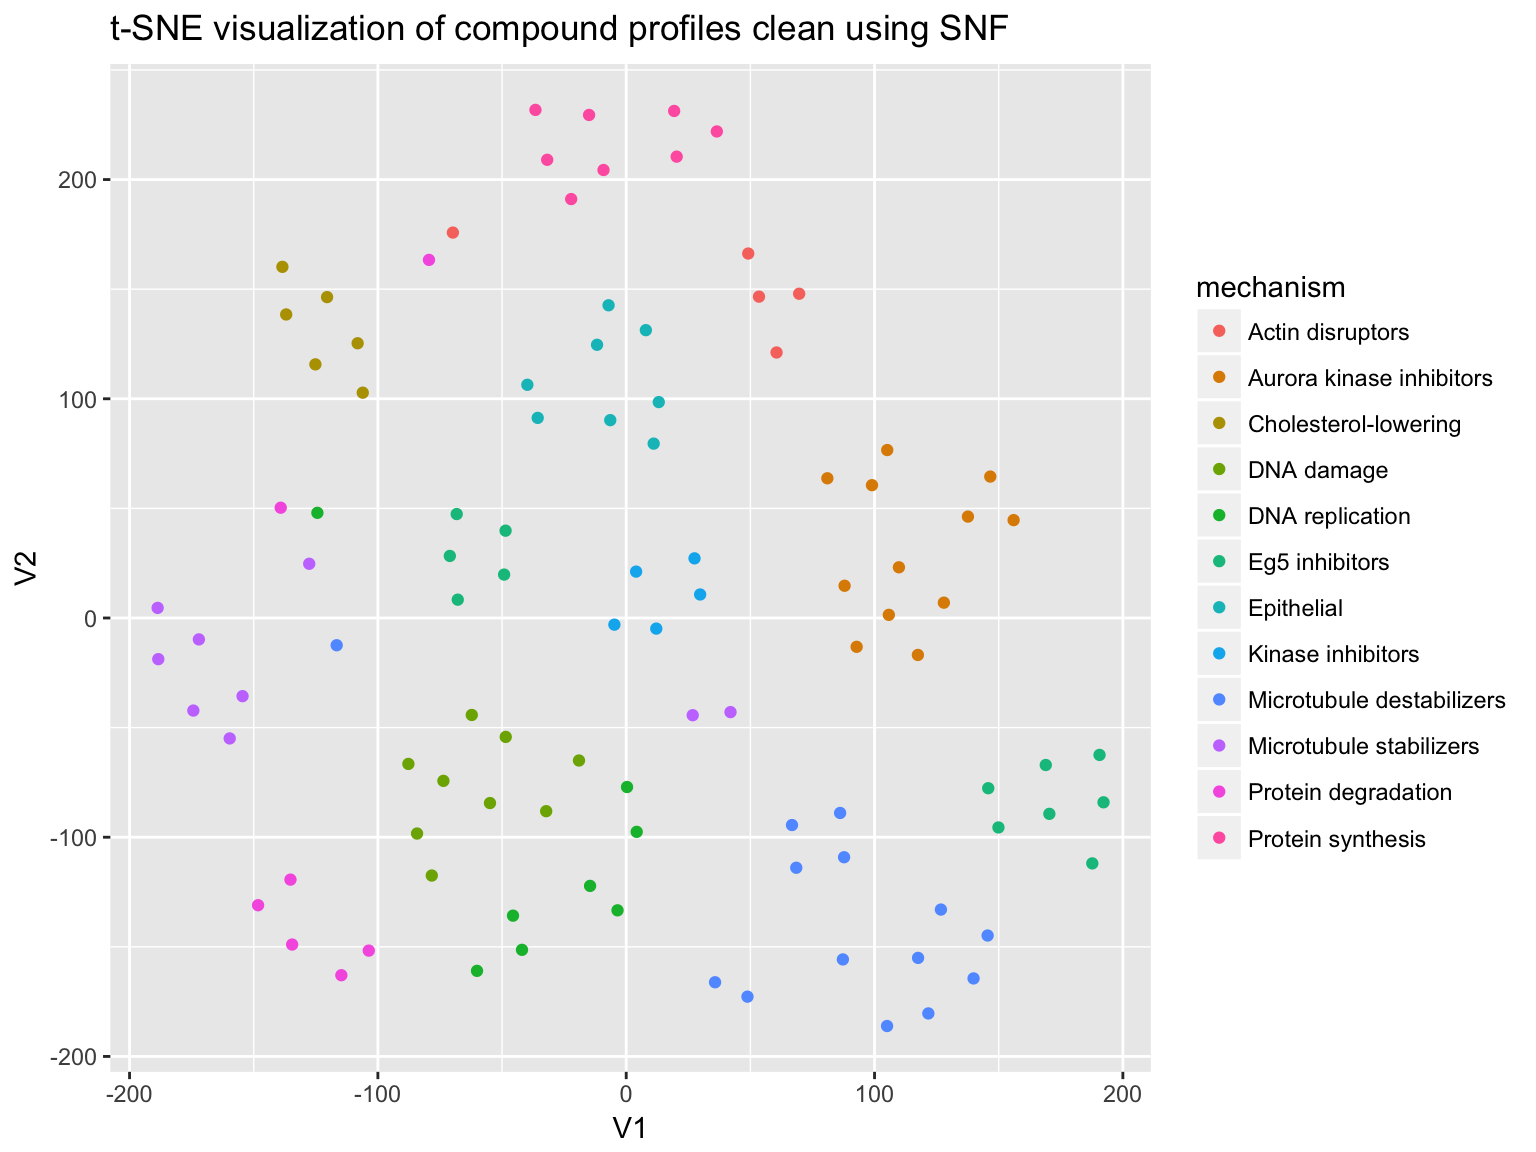 t-SNE visualization of compound profiles clean using SNF
V2
200
100
0
-100
-200
-200
-100
0
100
200
V1
mechanism
Actin disruptors
Aurora kinase inhibitors
Cholesterol-lowering
DNA damage
DNA replication
Eg5 inhibitors
Epithelial
Kinase inhibitors
Microtubule destabilizers
Microtubule stabilizers
Protein degradation
Protein synthesis